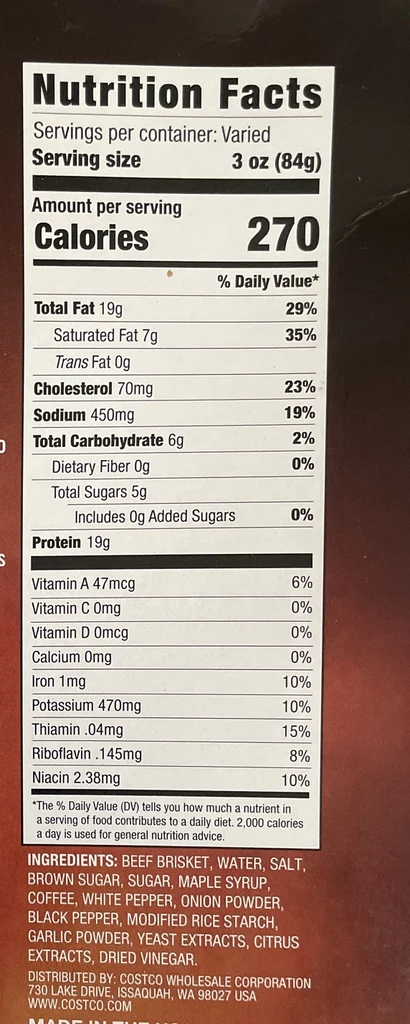 Nutrition Facts
Servings per container: Varied
Serving size 3 oz (84g)
Amount per serving
Calories 270
% Daily Value*
Total Fat 19g 29%
Saturated Fat 7g 35%
Trans Fat 0g
Cholesterol 70mg 23%
Sodium 450mg 19%
Total Carbohydrate 6g 2%
Dietary Fiber 0g 0%
Total Sugars 5g
Includes 0g Added Sugars 0%
Protein 19g
Vitamin A 47mcg 6%
Vitamin C 0mg 0%
Vitamin D 0mcg 0%
Calcium 0mg 0%
Iron 1mg 10%
Potassium 470mg 10%
Thiamin .04mg 15%
Riboflavin .145mg 8%
Niacin 2.38mg 10%
*The % Daily Value (DV) tells you how much a nutrient in
a serving of food contributes to a daily diet. 2,000 calories
a day is used for general nutrition advice.
INGREDIENTS: BEEF BRISKET, WATER, SALT,
BROWN SUGAR, SUGAR, MAPLE SYRUP,
COFFEE, WHITE PEPPER, ONION POWDER,
BLACK PEPPER, MODIFIED RICE STARCH,
GARLIC POWDER, YEAST EXTRACTS, CITRUS
EXTRACTS, DRIED VINEGAR.
DISTRIBUTED BY: COSTCO WHOLESALE CORPORATION
730 LAKE DRIVE, ISSAQUAH, WA 98027 USA
WWW.COSTCO.COM